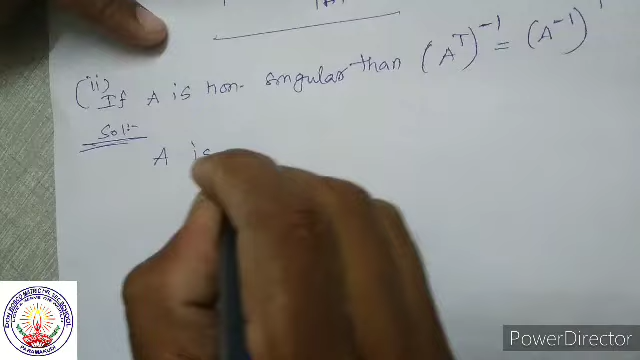 (ii) If A is non-singular than (A^T)^-1 = (A^-1)^T
Sol:-
A is
PowerDirector